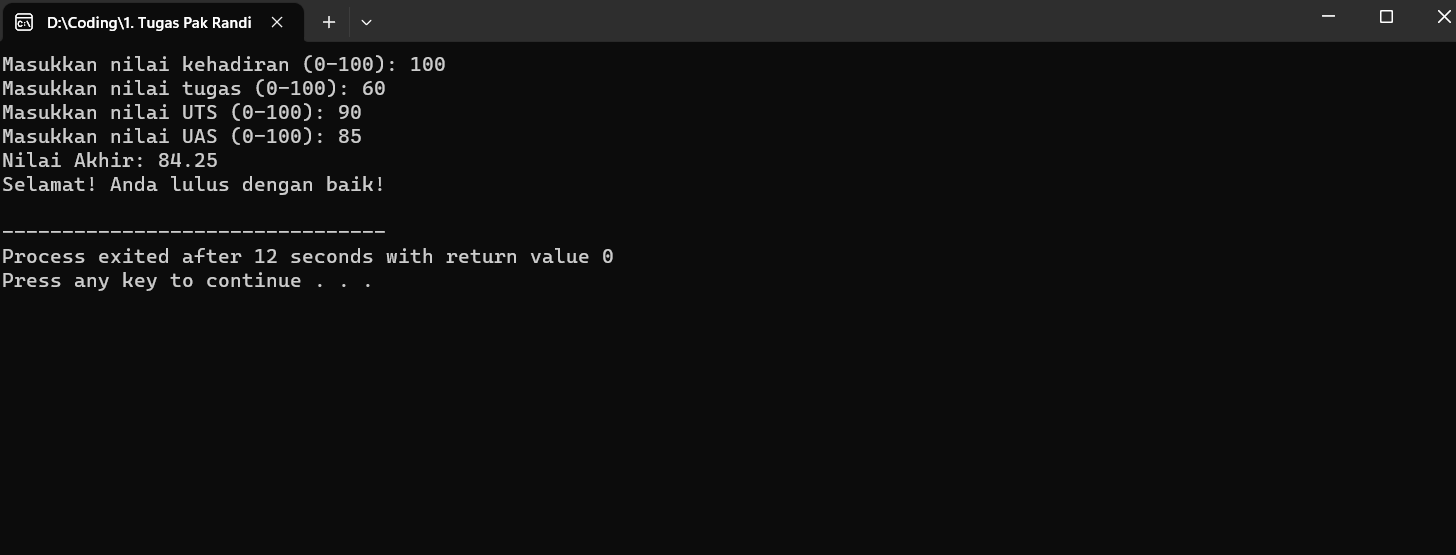 D:\Coding\1. Tugas Pak Randi
Masukkan nilai kehadiran (0-100): 100
Masukkan nilai tugas (0-100): 60
Masukkan nilai UTS (0-100): 90
Masukkan nilai UAS (0-100): 85
Nilai Akhir: 84.25
Selamat! Anda lulus dengan baik!
--------------------------------
Process exited after 12 seconds with return value 0
Press any key to continue . . .